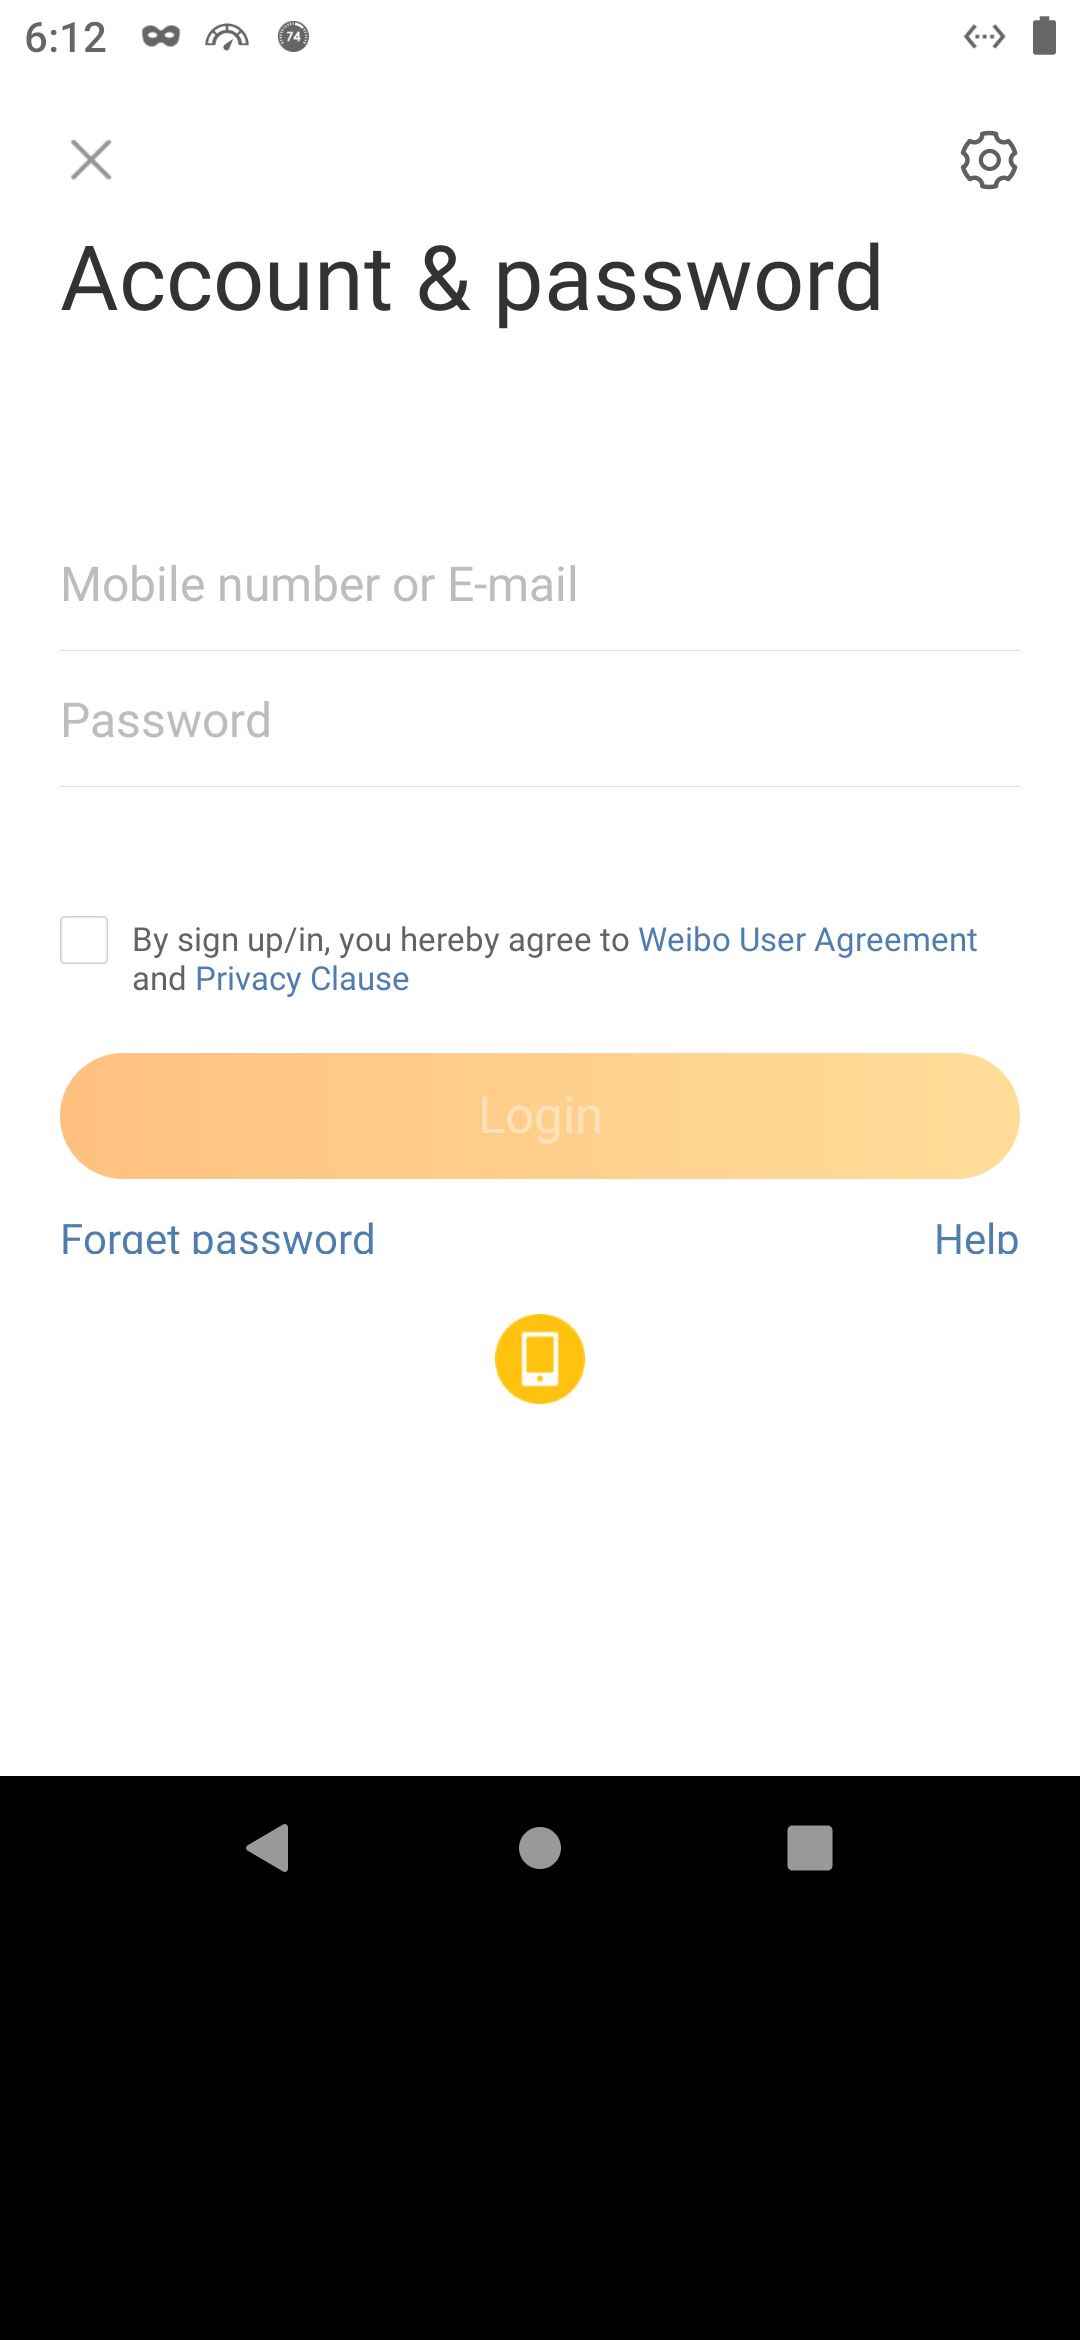 6:12 74
Account & password
Mobile number or E-mail
Password
By sign up/in, you hereby agree to Weibo User Agreement
and Privacy Clause
Login
Forget password Help